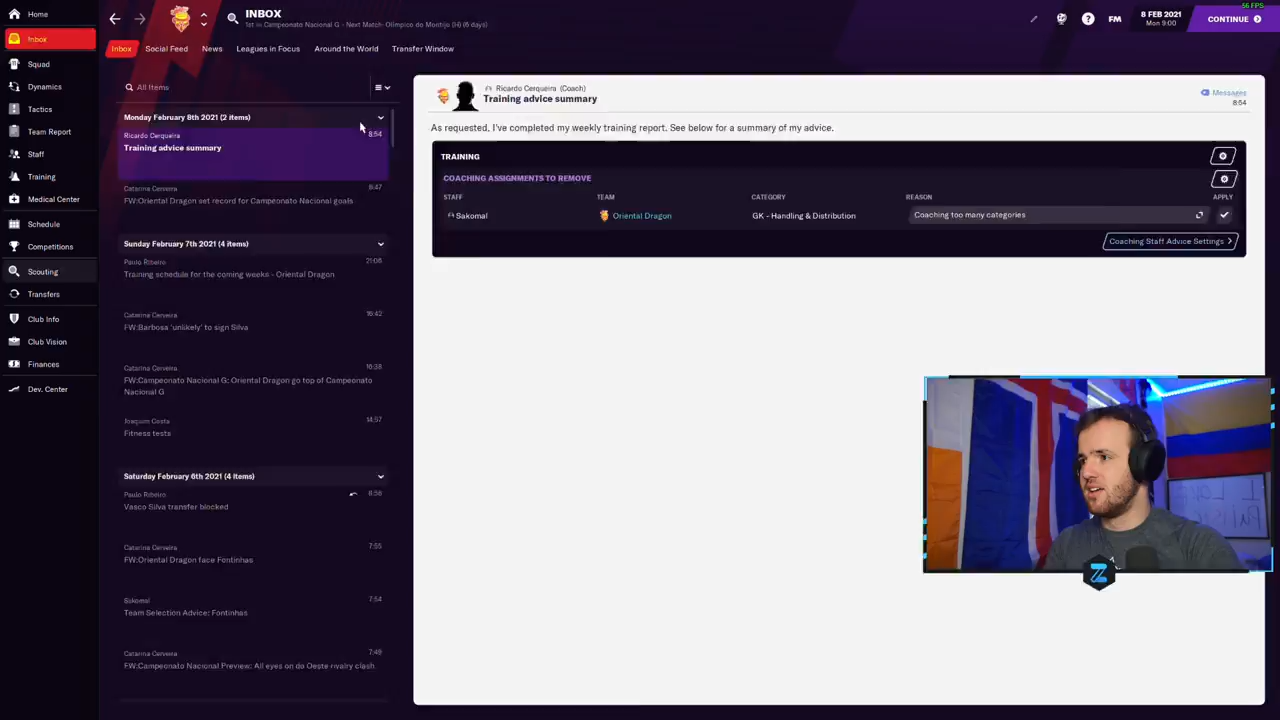 56 FPS
Home
Inbox
Squad
Dynamics
Tactics
Team Report
Staff
Training
Medical Center
Schedule
Competitions
Scouting
Transfers
Club Info
Club Vision
Finances
Dev. Center
INBOX
1st in Campeonato Nacional G - Next Match- Olímpico do Montijo (H) (6 days)
FM
8 FEB 2021
Mon 9:00
CONTINUE
Inbox
Social Feed
News
Leagues in Focus
Around the World
Transfer Window
All Items
Monday February 8th 2021 (2 items)
Ricardo Cerqueira
8:54
Training advice summary
Catarina Cerveira
8:47
FW:Oriental Dragon set record for Campeonato Nacional goals
Sunday February 7th 2021 (4 items)
Paulo Ribeiro
21:06
Training schedule for the coming weeks - Oriental Dragon
Catarina Cerveira
16:42
FW:Barbosa 'unlikely' to sign Silva
Catarina Cerveira
16:38
FW:Campeonato Nacional G: Oriental Dragon go top of Campeonato
Nacional G
Joaquim Costa
14:57
Fitness tests
Saturday February 6th 2021 (4 items)
Paulo Ribeiro
8:56
Vasco Silva transfer blocked
Catarina Cerveira
7:55
FW:Oriental Dragon face Fontinhas
Sakomal
7:54
Team Selection Advice: Fontinhas
Catarina Cerveira
7:49
FW:Campeonato Nacional Preview: All eyes on do Oeste rivalry clash
Ricardo Cerqueira (Coach)
Training advice summary
Messages
8:54
As requested, I've completed my weekly training report. See below for a summary of my advice.
TRAINING
COACHING ASSIGNMENTS TO REMOVE
STAFF
TEAM
CATEGORY
REASON
APPLY
Sakomal
Oriental Dragon
GK - Handling & Distribution
Coaching too many categories
Coaching Staff Advice Settings